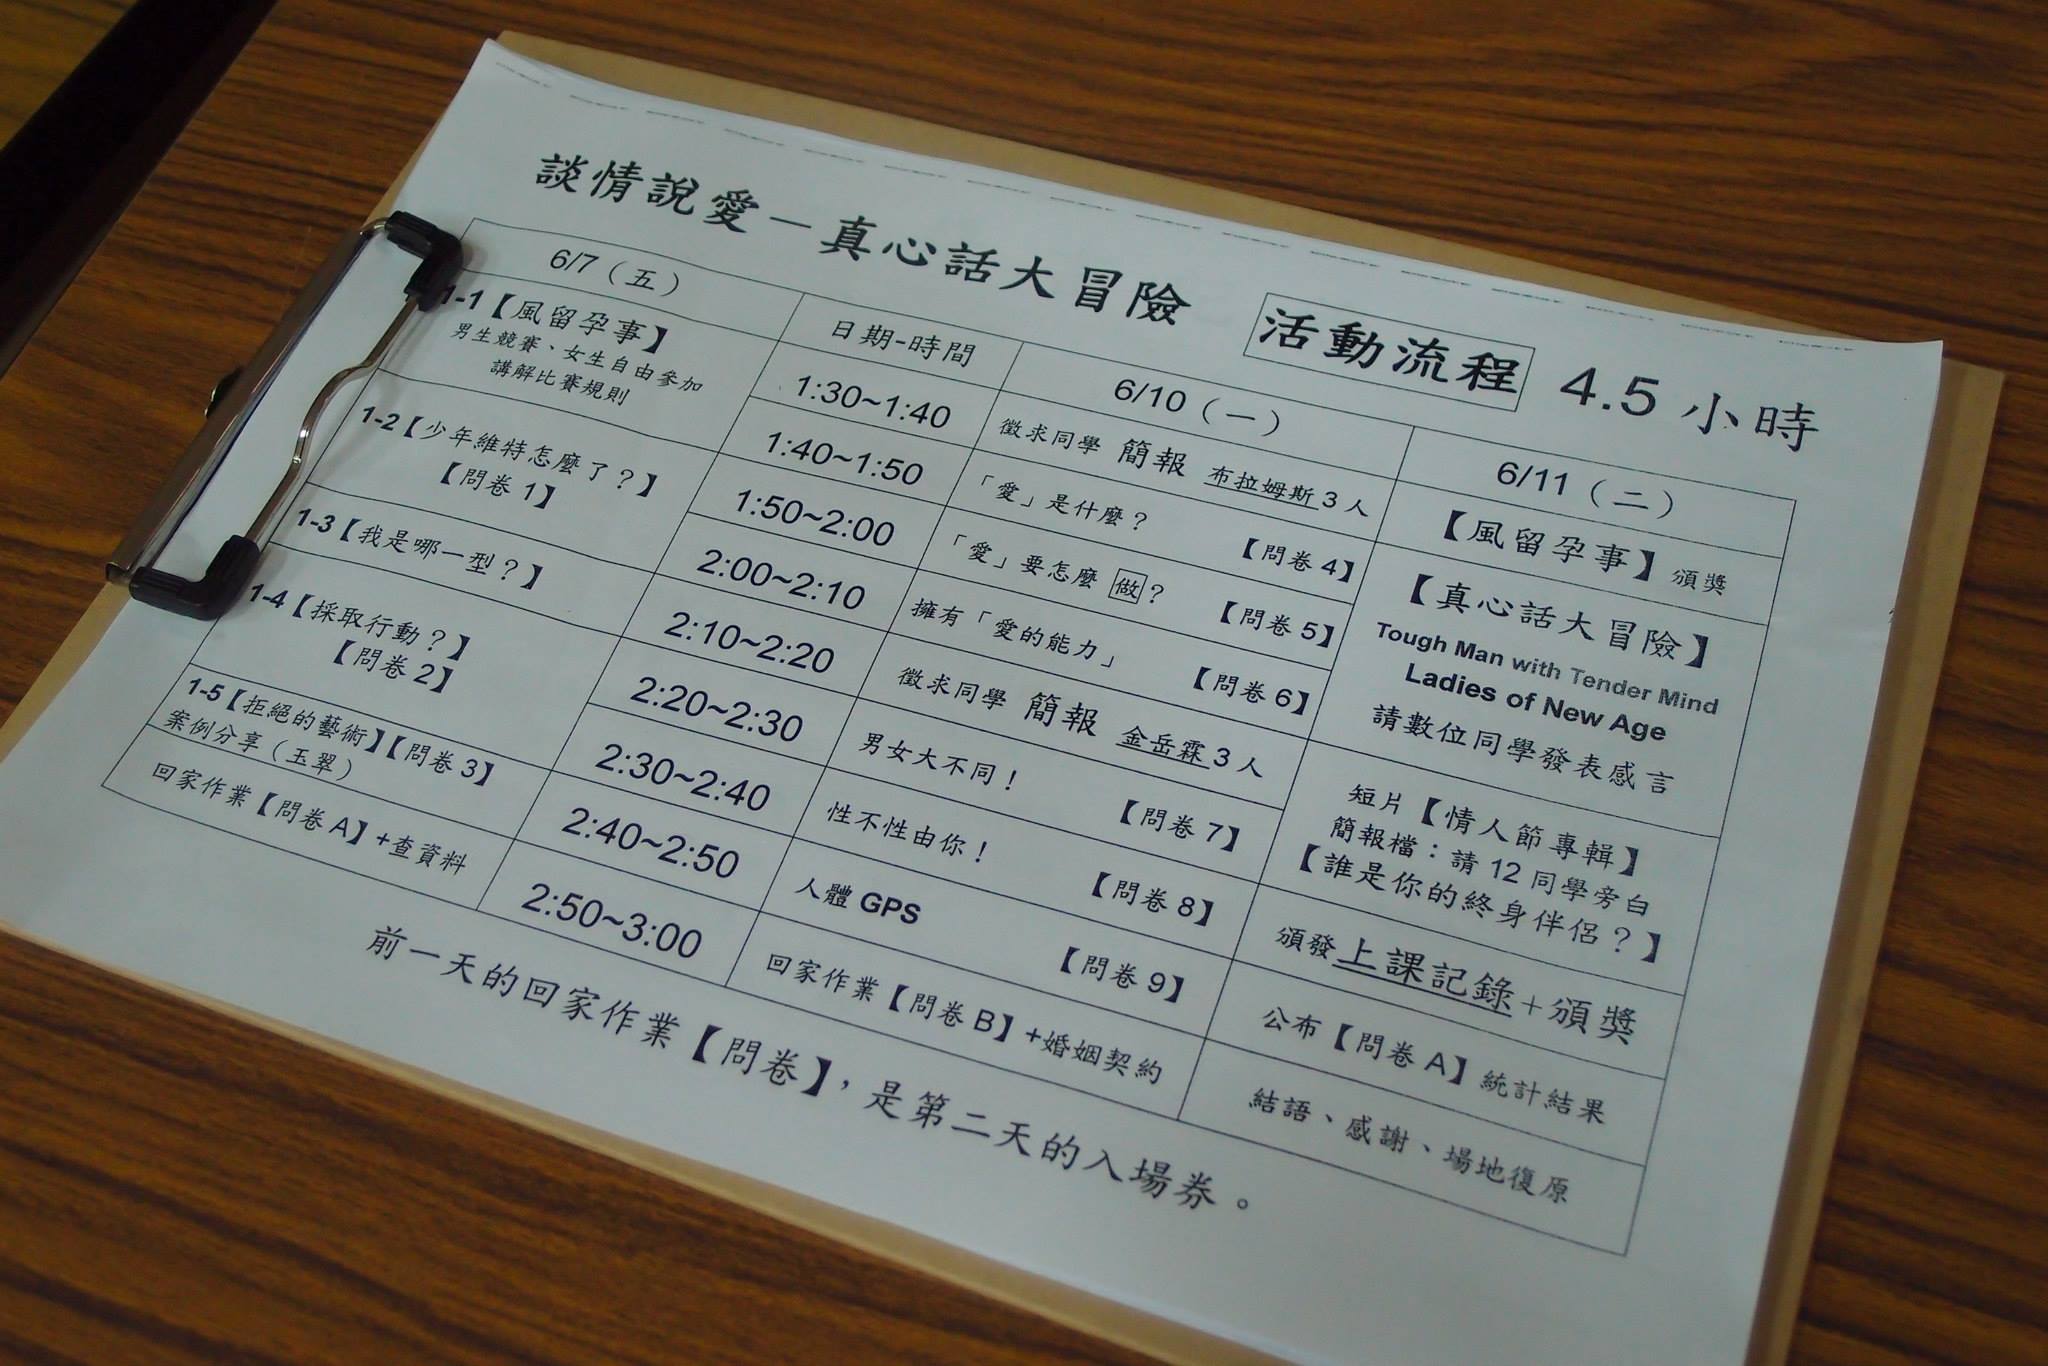 談情說愛－真心話大冒險 活動流程 4.5 小時
6/7（五）
1-1【風留孕事】
男生競賽、女生自由參加
講解比賽規則
1-2【少年維特怎麼了？】
【問卷 1】
1-3【我是哪一型？】
1-4【採取行動？】
【問卷 2】
1-5【拒絕的藝術】【問卷 3】
案例分享（玉翠）
回家作業【問卷 A】+查資料
日期-時間
1:30~1:40
1:40~1:50
1:50~2:00
2:00~2:10
2:10~2:20
2:20~2:30
2:30~2:40
2:40~2:50
2:50~3:00
6/10（一）
徵求同學 簡報 布拉姆斯 3 人
「愛」是什麼？ 【問卷 4】
「愛」要怎麼 做？ 【問卷 5】
擁有「愛的能力」 【問卷 6】
徵求同學 簡報 金岳霖 3 人
男女大不同！ 【問卷 7】
性不性由你！ 【問卷 8】
人體 GPS 【問卷 9】
回家作業【問卷 B】+婚姻契約
6/11（二）
【風留孕事】頒獎
【真心話大冒險】
Tough Man with Tender Mind
Ladies of New Age
請數位同學發表感言
短片【情人節專輯】
簡報檔：請 12 同學旁白
【誰是你的終身伴侶？】
頒發上課記錄+頒獎
公布【問卷 A】統計結果
結語、感謝、場地復原
前一天的回家作業【問卷】，是第二天的入場券。